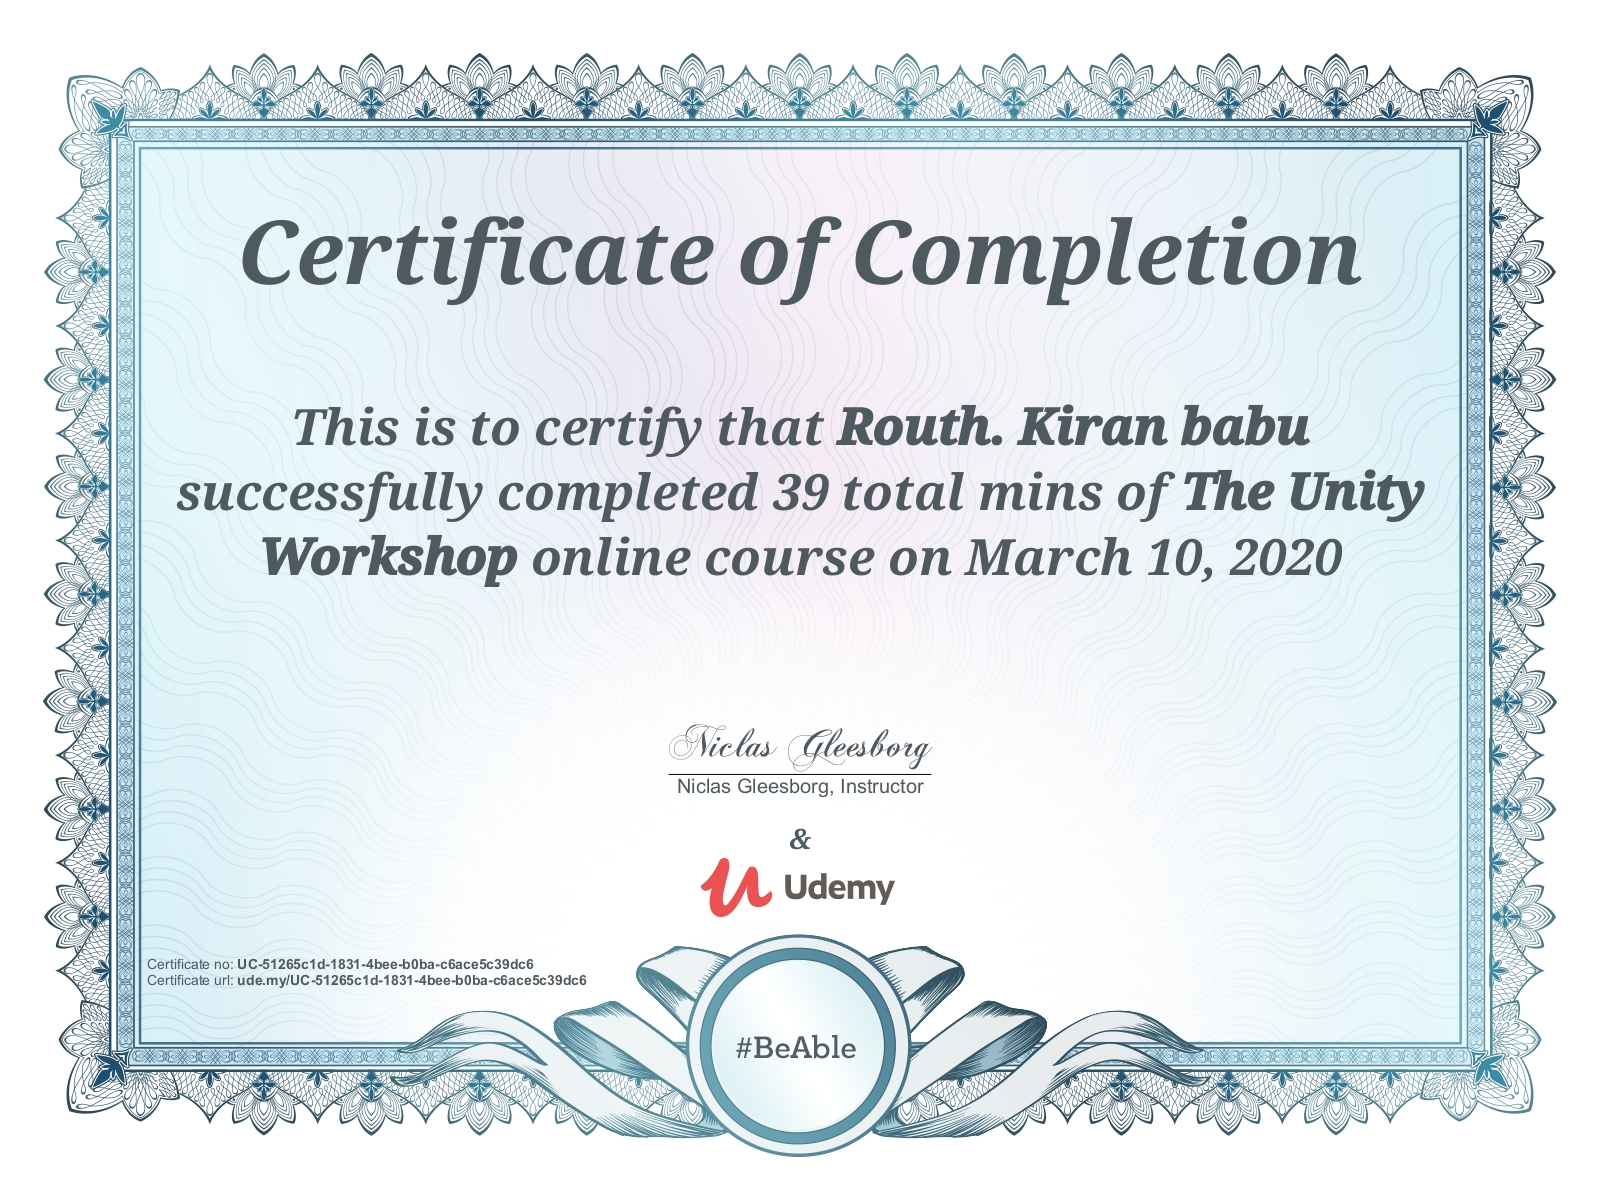 Certificate of Completion
This is to certify that Routh. Kiran babu
successfully completed 39 total mins of The Unity
Workshop online course on March 10, 2020
Niclas Gleesborg
Niclas Gleesborg, Instructor
&
Udemy
Certificate no: UC-51265c1d-1831-4bee-b0ba-c6ace5c39dc6
Certificate url: ude.my/UC-51265c1d-1831-4bee-b0ba-c6ace5c39dc6
#BeAble